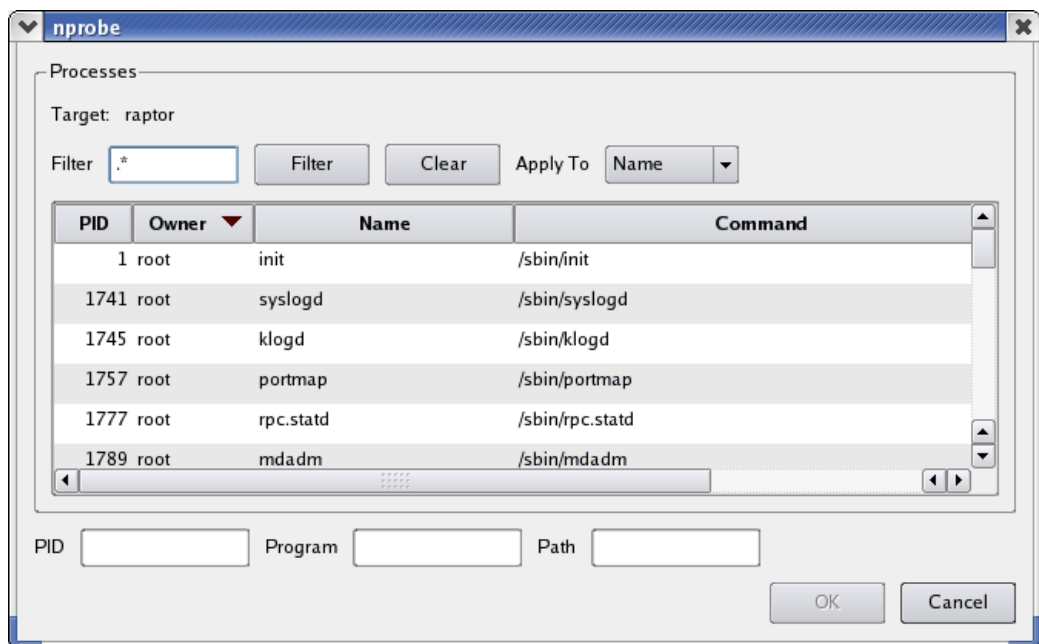 nprobe
Processes
Target: raptor
Filter .* Filter Clear Apply To Name
PID Owner Name Command
1 root init /sbin/init
1741 root syslogd /sbin/syslogd
1745 root klogd /sbin/klogd
1757 root portmap /sbin/portmap
1777 root rpc.statd /sbin/rpc.statd
1789 root mdadm /sbin/mdadm
PID Program Path
OK Cancel